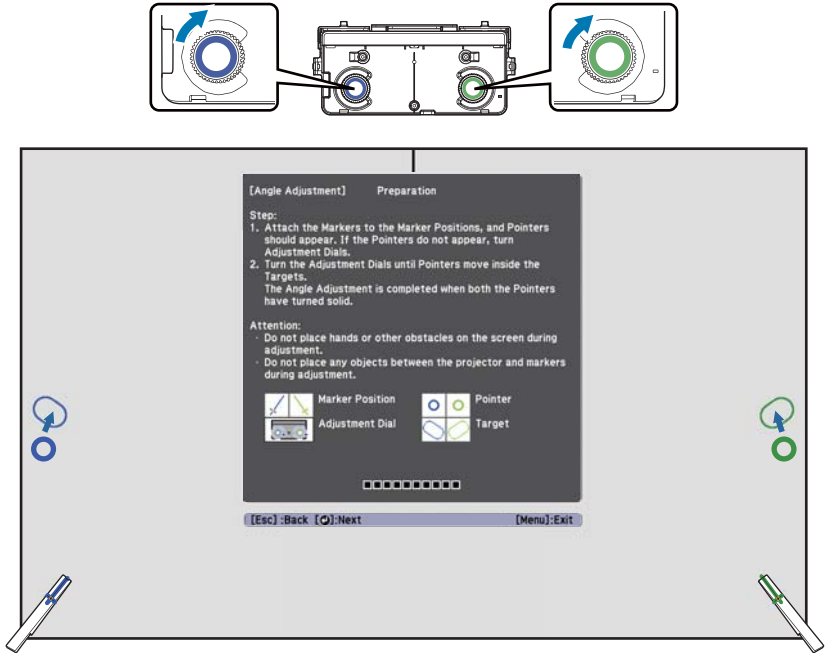 [Angle Adjustment] Preparation
Step:
1. Attach the Markers to the Marker Positions, and Pointers
should appear. If the Pointers do not appear, turn
Adjustment Dials.
2. Turn the Adjustment Dials until Pointers move inside the
Targets.
The Angle Adjustment is completed when both the Pointers
have turned solid.
Attention:
· Do not place hands or other obstacles on the screen during
adjustment.
· Do not place any objects between the projector and markers
during adjustment.
Marker Position Pointer
Adjustment Dial Target
[Esc] :Back [⏎]:Next [Menu]:Exit